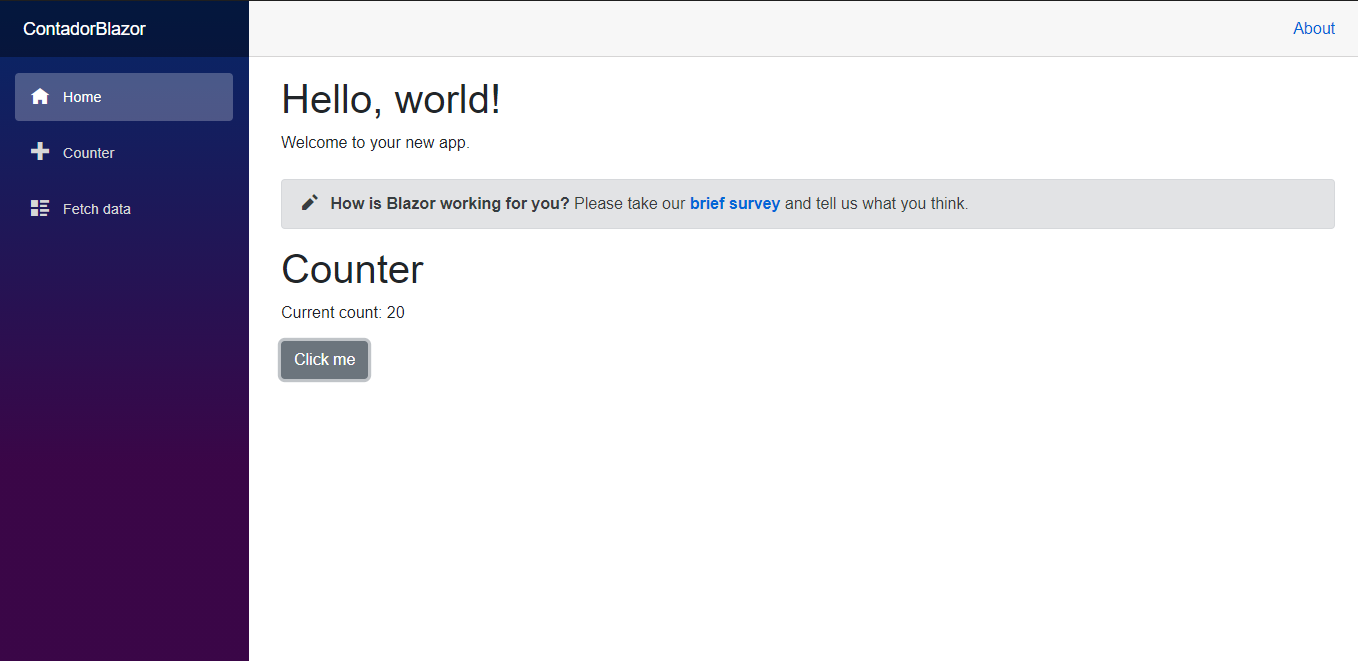 ContadorBlazor
About
Home
Counter
Fetch data
Hello, world!
Welcome to your new app.
How is Blazor working for you? Please take our brief survey and tell us what you think.
Counter
Current count: 20
Click me